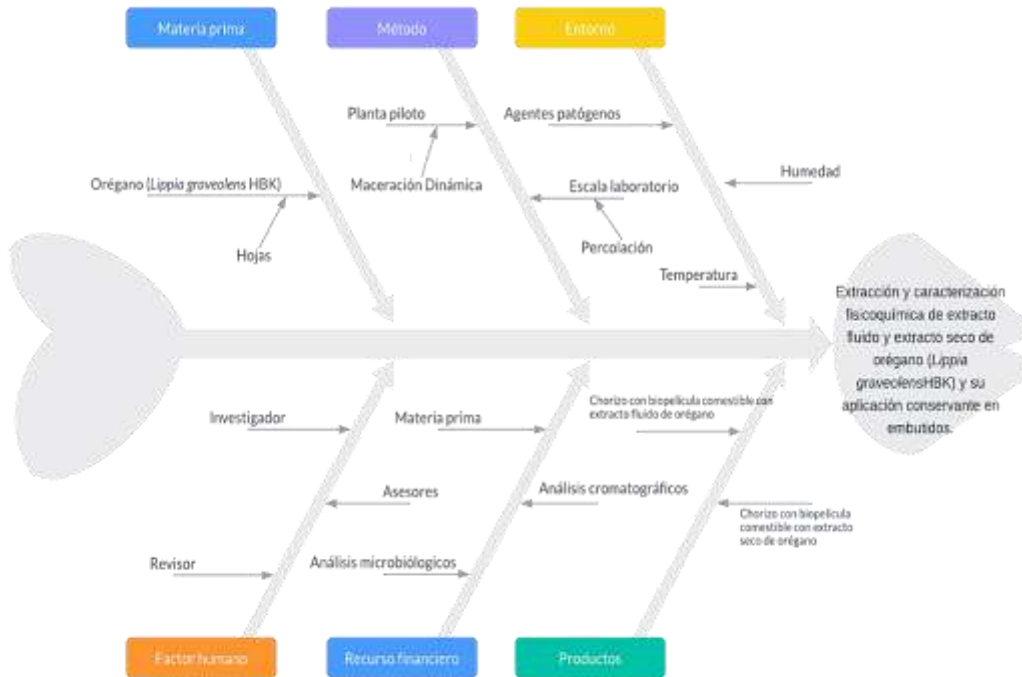 Materia prima
Método
Entorno
Planta piloto
Agentes patógenos
Orégano (Lippia graveolens HBK)
Maceración Dinámica
Escala laboratorio
Humedad
Hojas
Percolación
Temperatura
Extracción y caracterización
fisicoquímica de extracto
fluido y extracto seco de
orégano (Lippia
graveolensHBK) y su
aplicación conservante en
embutidos.
Investigador
Materia prima
Chorizo con biopelícula comestible con
extracto fluido de orégano
Asesores
Análisis cromatográficos
Chorizo con biopelícula
comestible con extracto
seco de orégano
Revisor
Análisis microbiólogicos
Factor humano
Recurso financiero
Productos